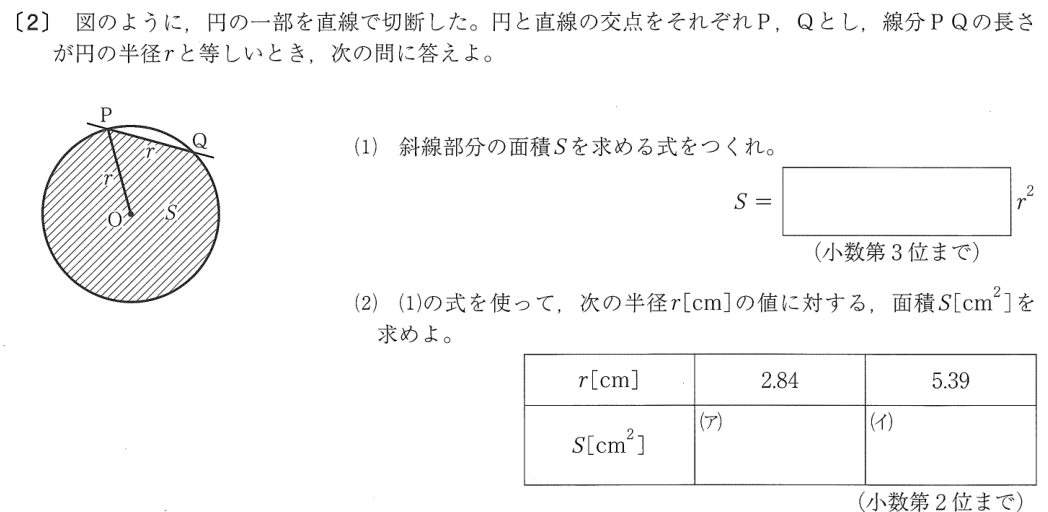 〔2〕 図のように，円の一部を直線で切断した。円と直線の交点をそれぞれP，Qとし，線分PQの長さ
が円の半径rと等しいとき，次の問に答えよ。
P
Q
r
r
O
S
(1) 斜線部分の面積Sを求める式をつくれ。
S = r²
(小数第3位まで)
(2) (1)の式を使って，次の半径r[cm]の値に対する，面積S[cm²]を
求めよ。
r[cm] 2.84 5.39
S[cm²] (ア) (イ)
(小数第2位まで)